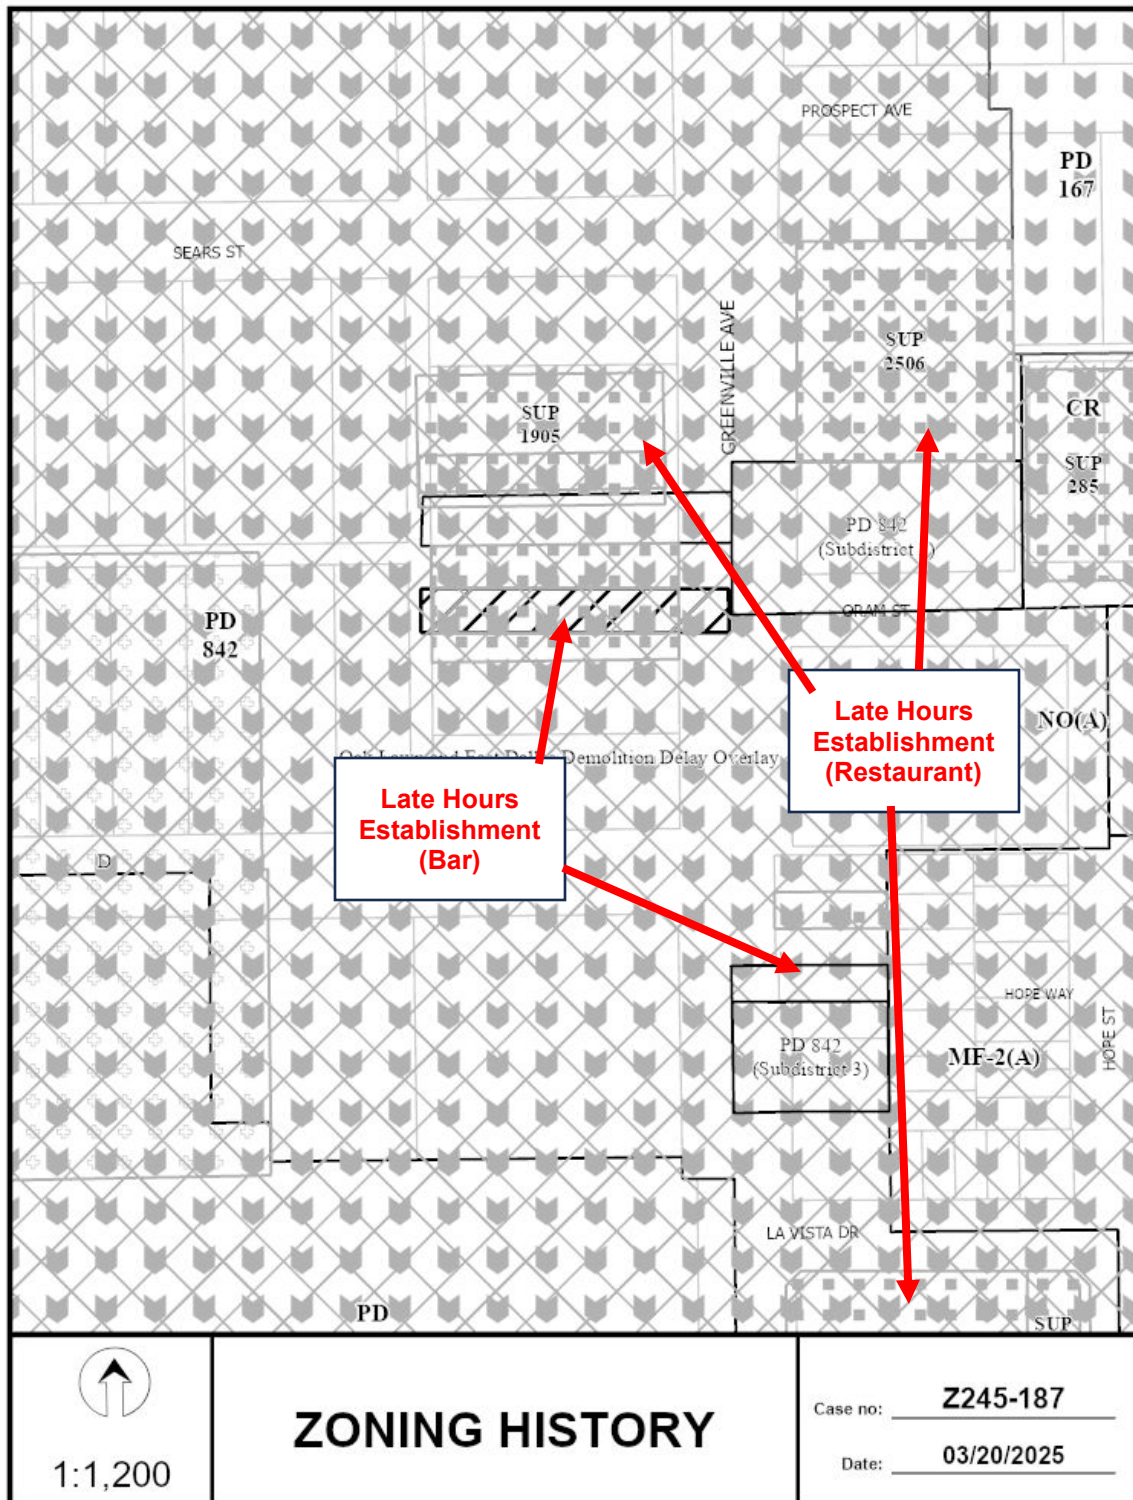 PROSPECT AVE
PD
167
SEARS ST
GREENVILLE AVE
SUP
2506
SUP
1905
CR
SUP
285
PD 842
(Subdistrict
ORAM ST
PD
842
Late Hours
Establishment
(Restaurant)
NO(A)
Demolition Delay Overlay
Late Hours
Establishment
(Bar)
D
HOPE WAY
HOPE ST
PD 842
(Subdistrict 3)
MF-2(A)
LA VISTA DR
PD
SUP
1:1,200
ZONING HISTORY
Case no: Z245-187
Date: 03/20/2025